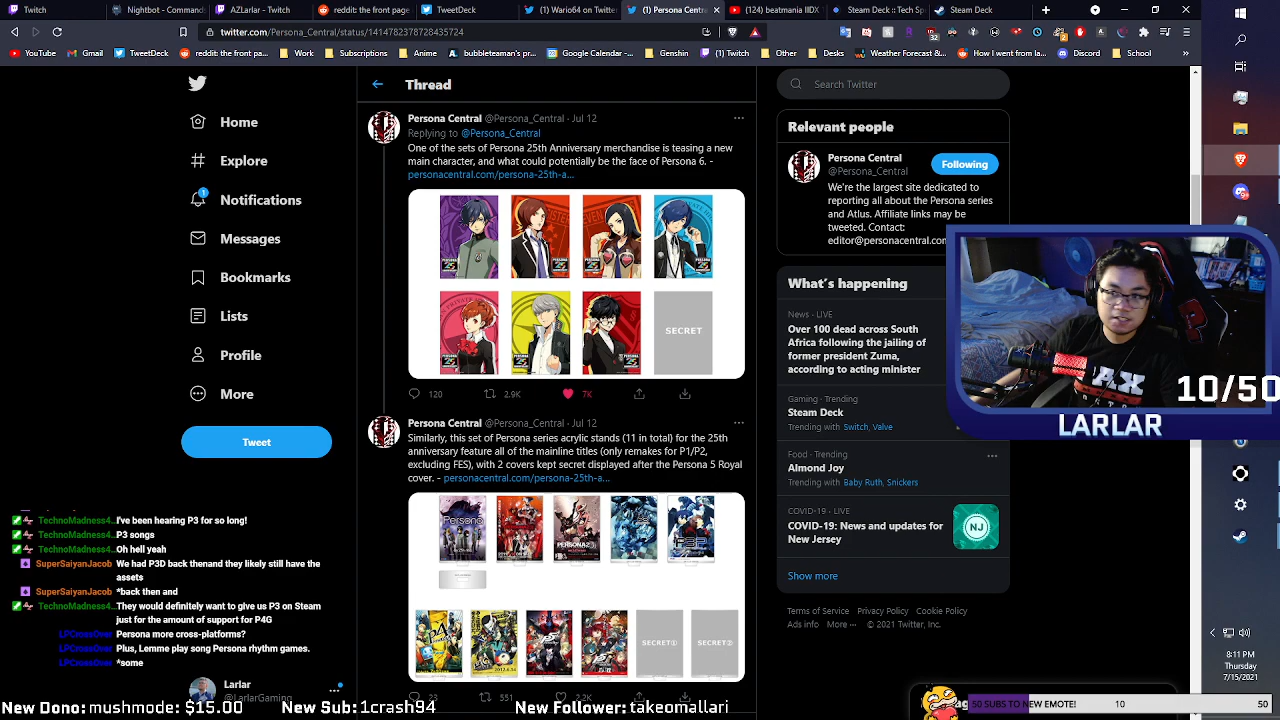 Twitch
Nightbot - Command
AZLarlar - Twitch
reddit: the front page
TweetDeck
(1) Wario64 on Twitter
(1) Persona Centr
(124) beatmania IIDX
Steam Deck :: Tech Sp
Steam Deck
twitter.com/Persona_Central/status/1414782378728435724
YouTube
Gmail
TweetDeck
reddit: the front pa...
Work
Subscriptions
Anime
bubbleteam's page -...
Google Calendar -...
Genshin
Twitch
Other
Desks
Weather Forecast &...
How do I install Rem...
School
Thread
Search Twitter
Home
Explore
1
Notifications
Messages
Bookmarks
Lists
Profile
More
Tweet
Persona Central @Persona_Central · Jul 12
Replying to @Persona_Central
One of the sets of Persona 25th Anniversary merchandise is teasing a new
main character, and what could potentially be the face of Persona 6. -
personacentral.com/persona-25th-a...
SECRET
120
2.9K
7K
Persona Central @Persona_Central · Jul 12
Similarly, this set of Persona series acrylic stands (11 in total) for the 25th
anniversary feature all of the mainline titles (only remakes for P1/P2,
excluding FES), with 2 covers kept secret displayed after the Persona 5 Royal
cover. - personacentral.com/persona-25th-a...
SECRET①
SECRET②
23
551
2.2K
Relevant people
Persona Central
@Persona_Central
Following
We're the largest site dedicated to
reporting all about the Persona series
and Atlus. Affiliate links may be
tweeted. Contact:
editor@personacentral.com
What's happening
News · LIVE
Over 100 dead across South
Africa following the jailing of
former president Zuma,
according to acting minister
Gaming · Trending
Steam Deck
Trending with Switch, Valve
Food · Trending
Almond Joy
Trending with Baby Ruth, Snickers
COVID-19 · LIVE
COVID-19: News and updates for
New Jersey
NJ
Show more
Terms of Service Privacy Policy Cookie Policy
Ads info More ··· © 2021 Twitter, Inc.
10/50
LARLAR
TechnoMadness4... I've been hearing P3 for so long!
TechnoMadness4... P3 songs
TechnoMadness4... Oh hell yeah
SuperSaiyanJacob We had P3D back thenand they likely still have the
assets
SuperSaiyanJacob *back then and
TechnoMadness4... They would definitely want to give us P3 on Steam
just for the amount of support for P4G
LPCrossOver Persona more cross-platforms?
LPCrossOver Plus, Lemme play song Persona rhythm games.
LPCrossOver *some
Larlar
@LarlarGaming
New Dono: mushmode: $15.00
New Sub: 1crash94
New Follower: takeomallari
50 SUBS TO NEW EMOTE!
10
50
8:11 PM
Thursday